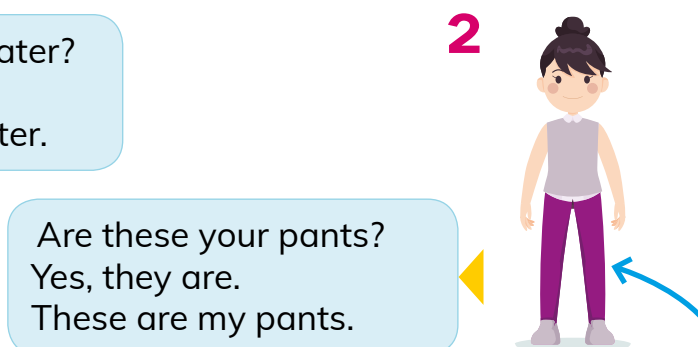 ater?
ter.
2
Are these your pants?
Yes, they are.
These are my pants.